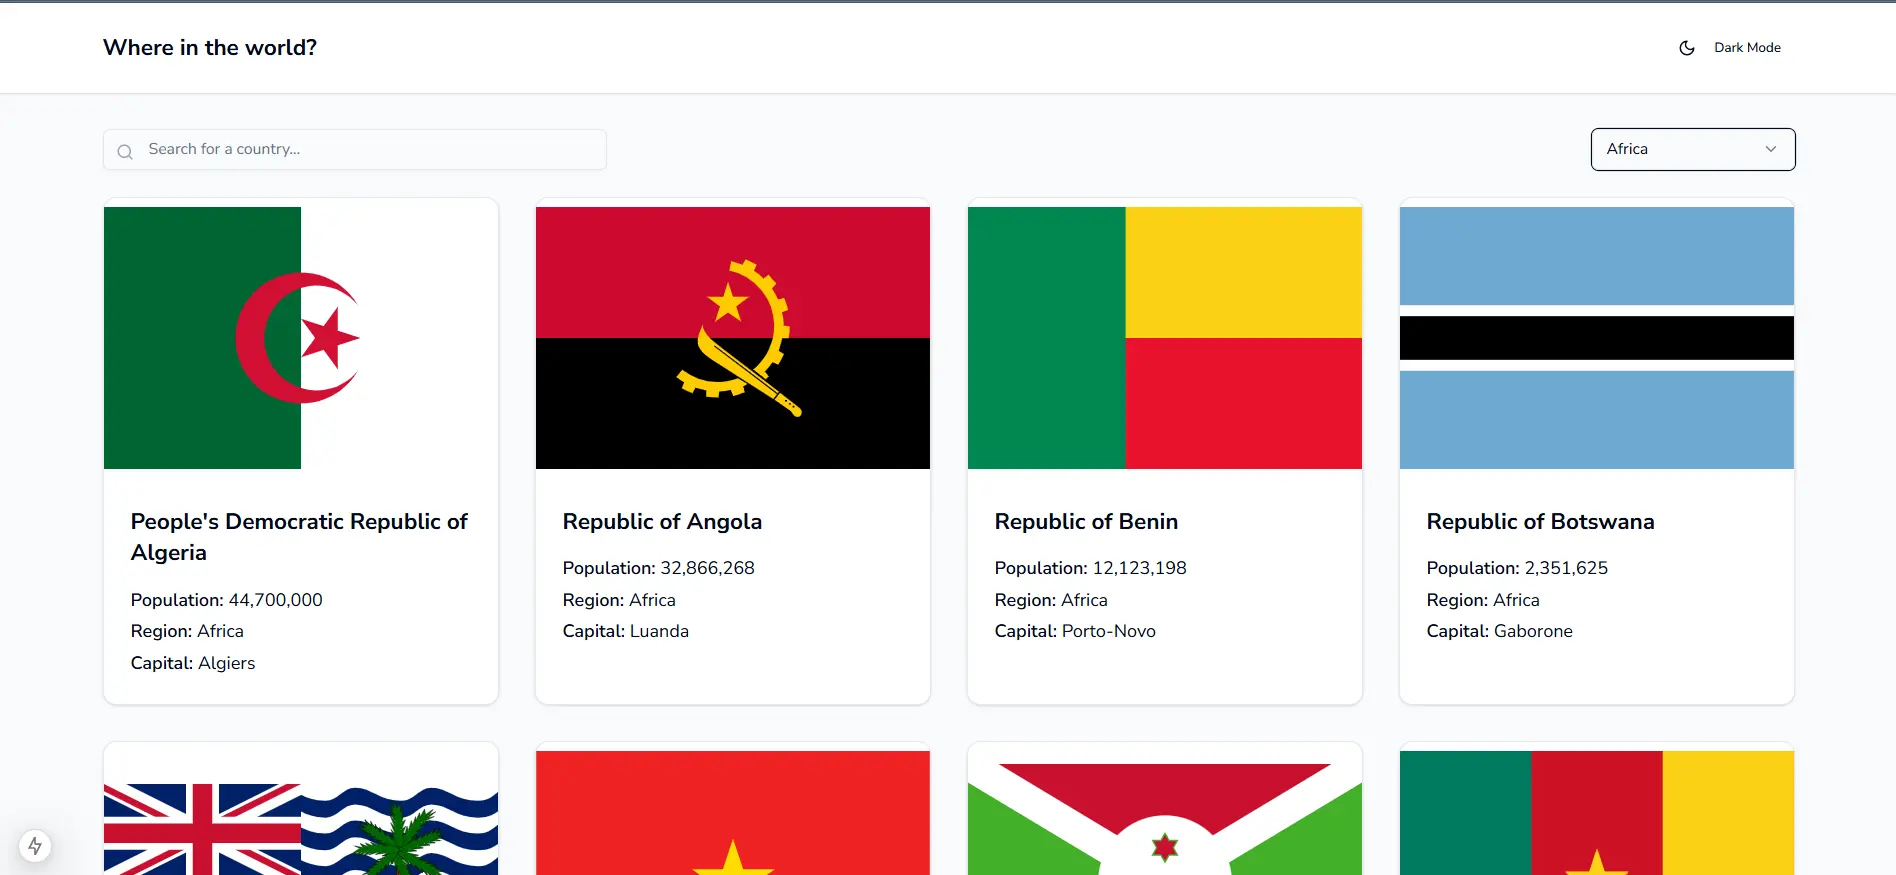 Where in the world?
Dark Mode
Search for a country...
Africa
People's Democratic Republic of
Algeria
Population: 44,700,000
Region: Africa
Capital: Algiers
Republic of Angola
Population: 32,866,268
Region: Africa
Capital: Luanda
Republic of Benin
Population: 12,123,198
Region: Africa
Capital: Porto-Novo
Republic of Botswana
Population: 2,351,625
Region: Africa
Capital: Gaborone